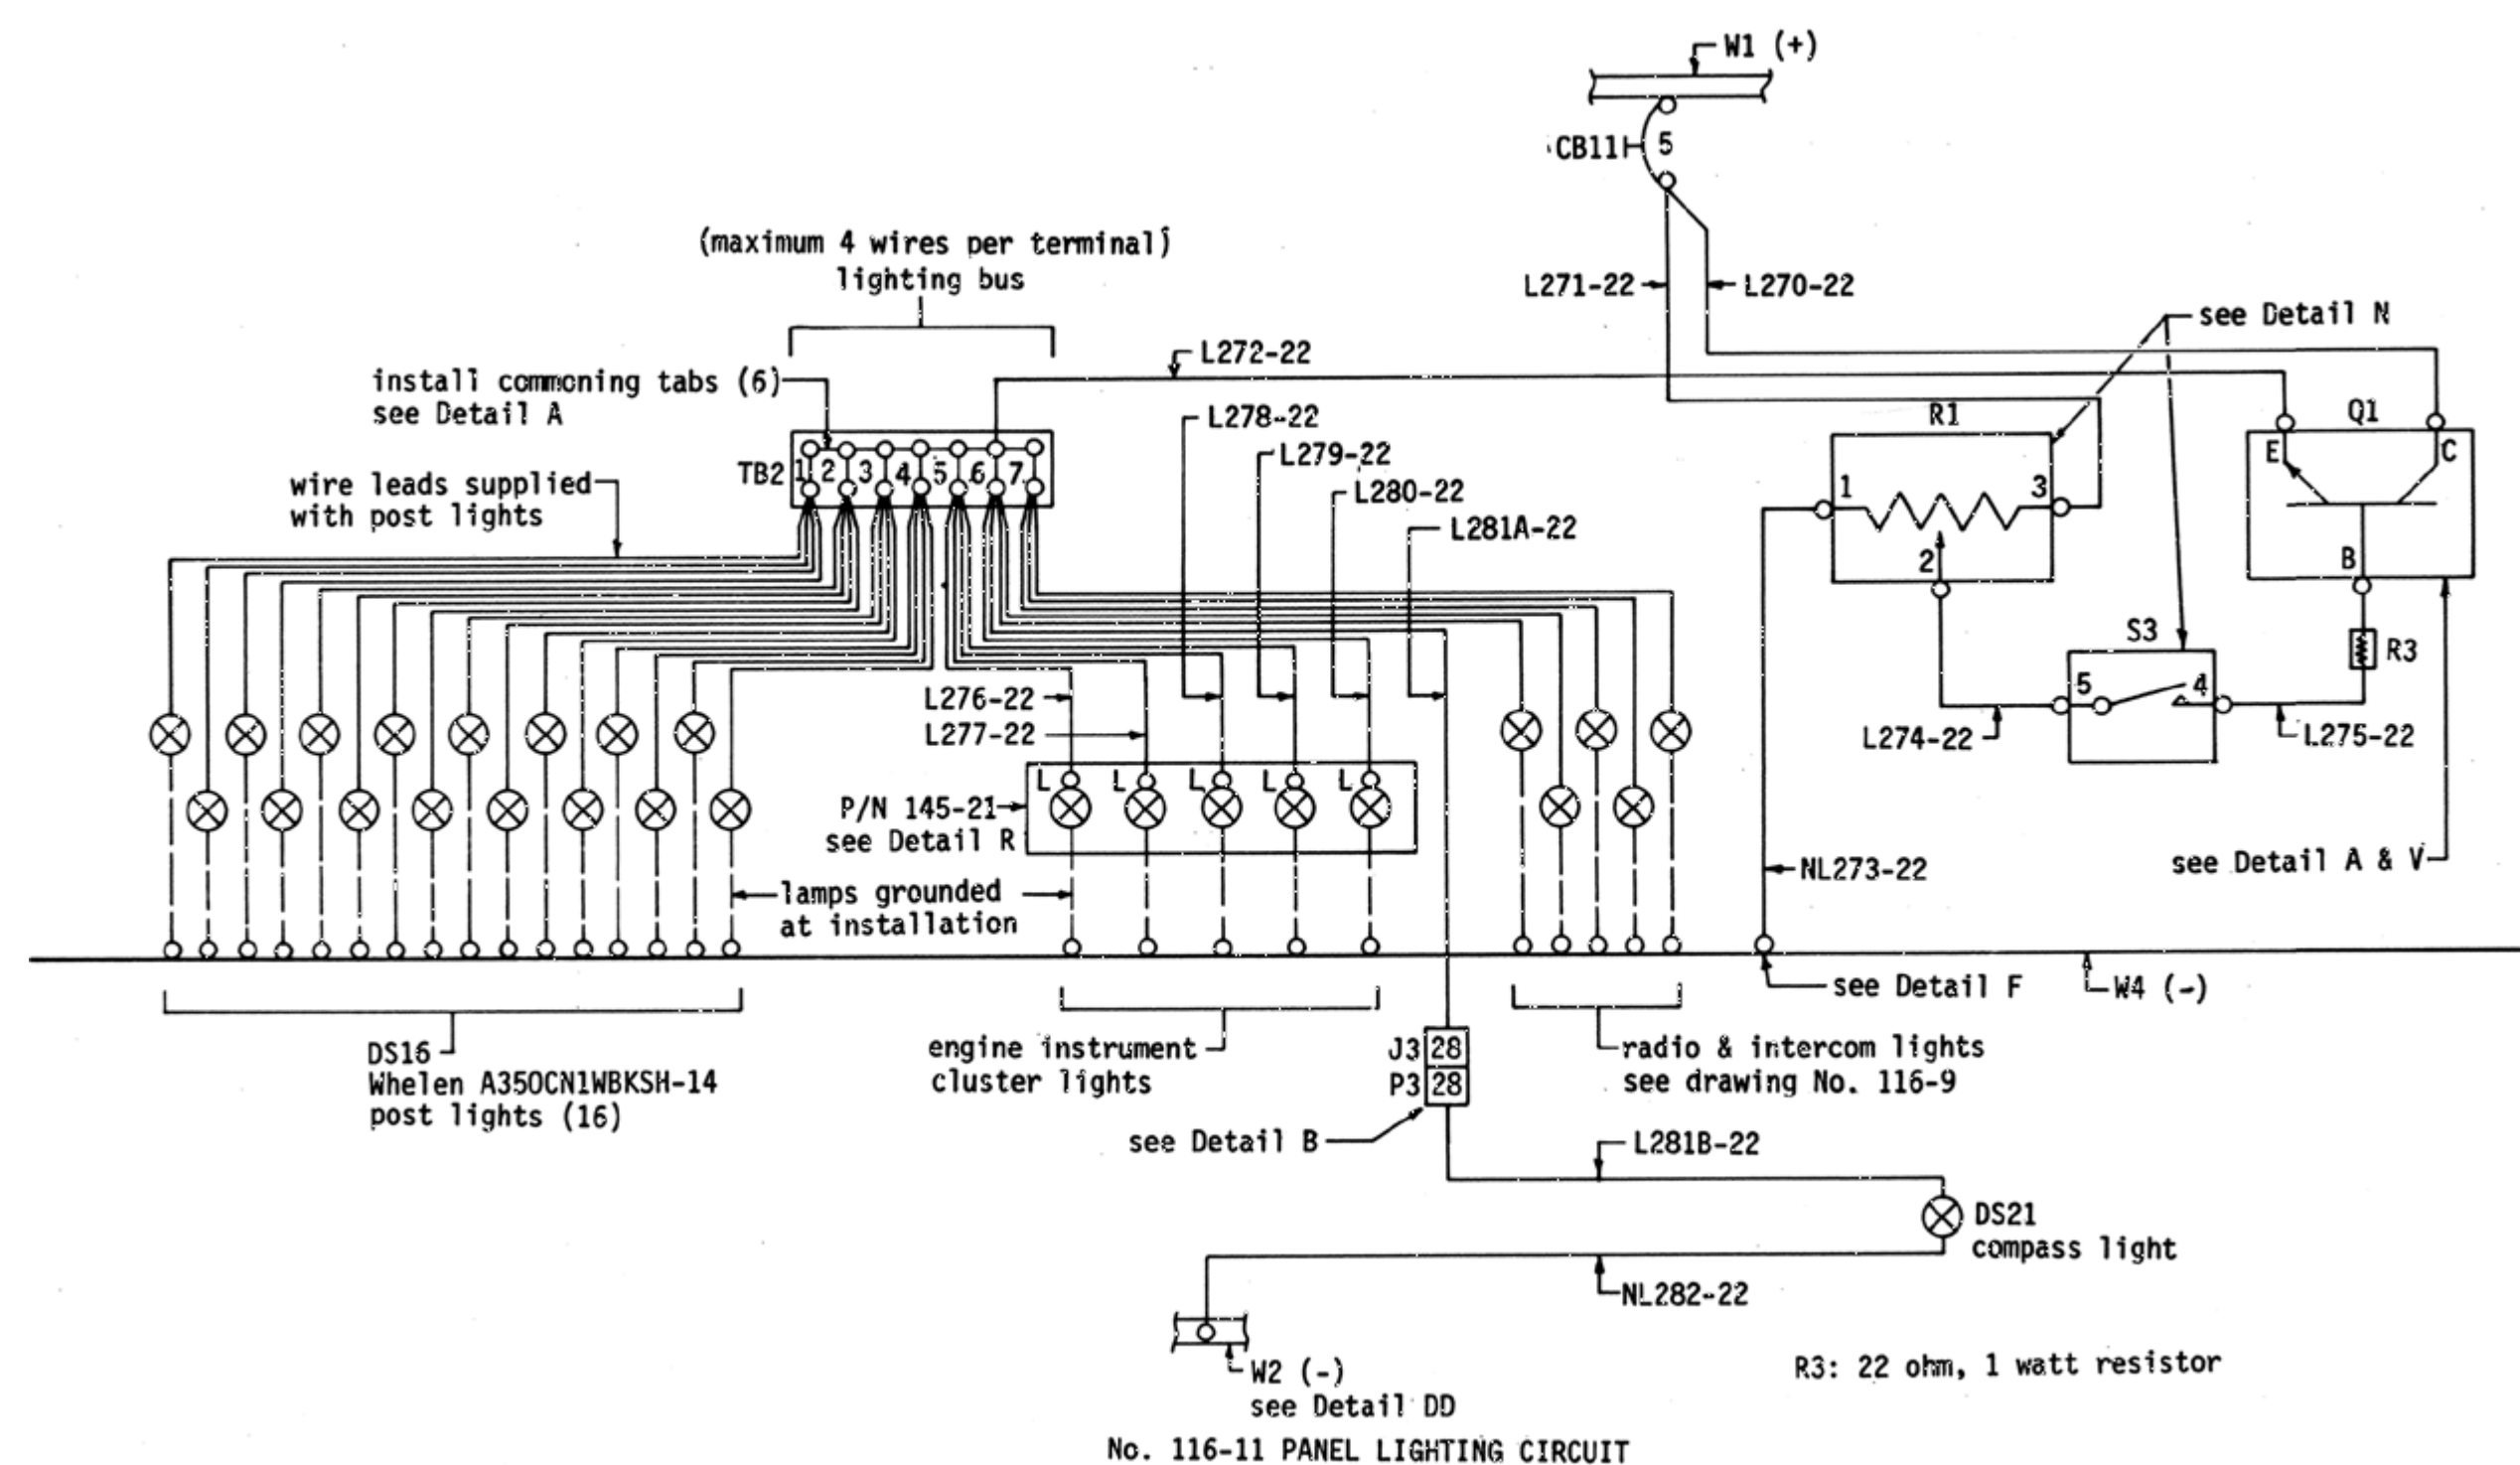 W1 (+)
CB11
5
(maximum 4 wires per terminal)
lighting bus
L271-22
L270-22
see Detail N
L272-22
install commoning tabs (6)
see Detail A
L278-22
R1
Q1
L279-22
E
C
TB2
1 2 3 4 5 6 7
wire leads supplied
with post lights
L280-22
1
3
L281A-22
2
B
S3
R3
5
4
L276-22
L277-22
L274-22
L275-22
L L L L L
P/N 145-21
see Detail R
see Detail A & V
NL273-22
lamps grounded
at installation
see Detail F
W4 (-)
DS16
Whelen A350CN1WBKSH-14
post lights (16)
engine instrument
cluster lights
J3 28
P3 28
radio & intercom lights
see drawing No. 116-9
see Detail B
L281B-22
DS21
compass light
NL282-22
W2 (-)
see Detail DD
R3: 22 ohm, 1 watt resistor
No. 116-11 PANEL LIGHTING CIRCUIT